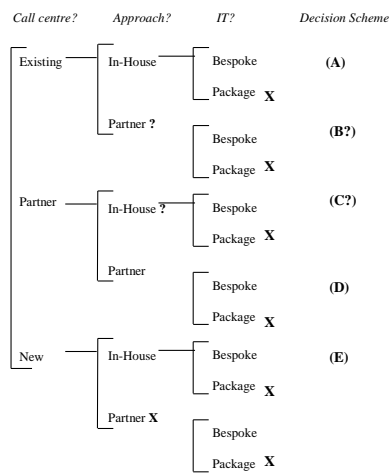 Call centre? Approach? IT? Decision Scheme
Existing In-House Bespoke (A)
Package X
Partner ? Bespoke (B?)
Package X
Partner In-House ? Bespoke (C?)
Package X
Partner Bespoke (D)
Package X
New In-House Bespoke (E)
Package X
Partner X Bespoke
Package X